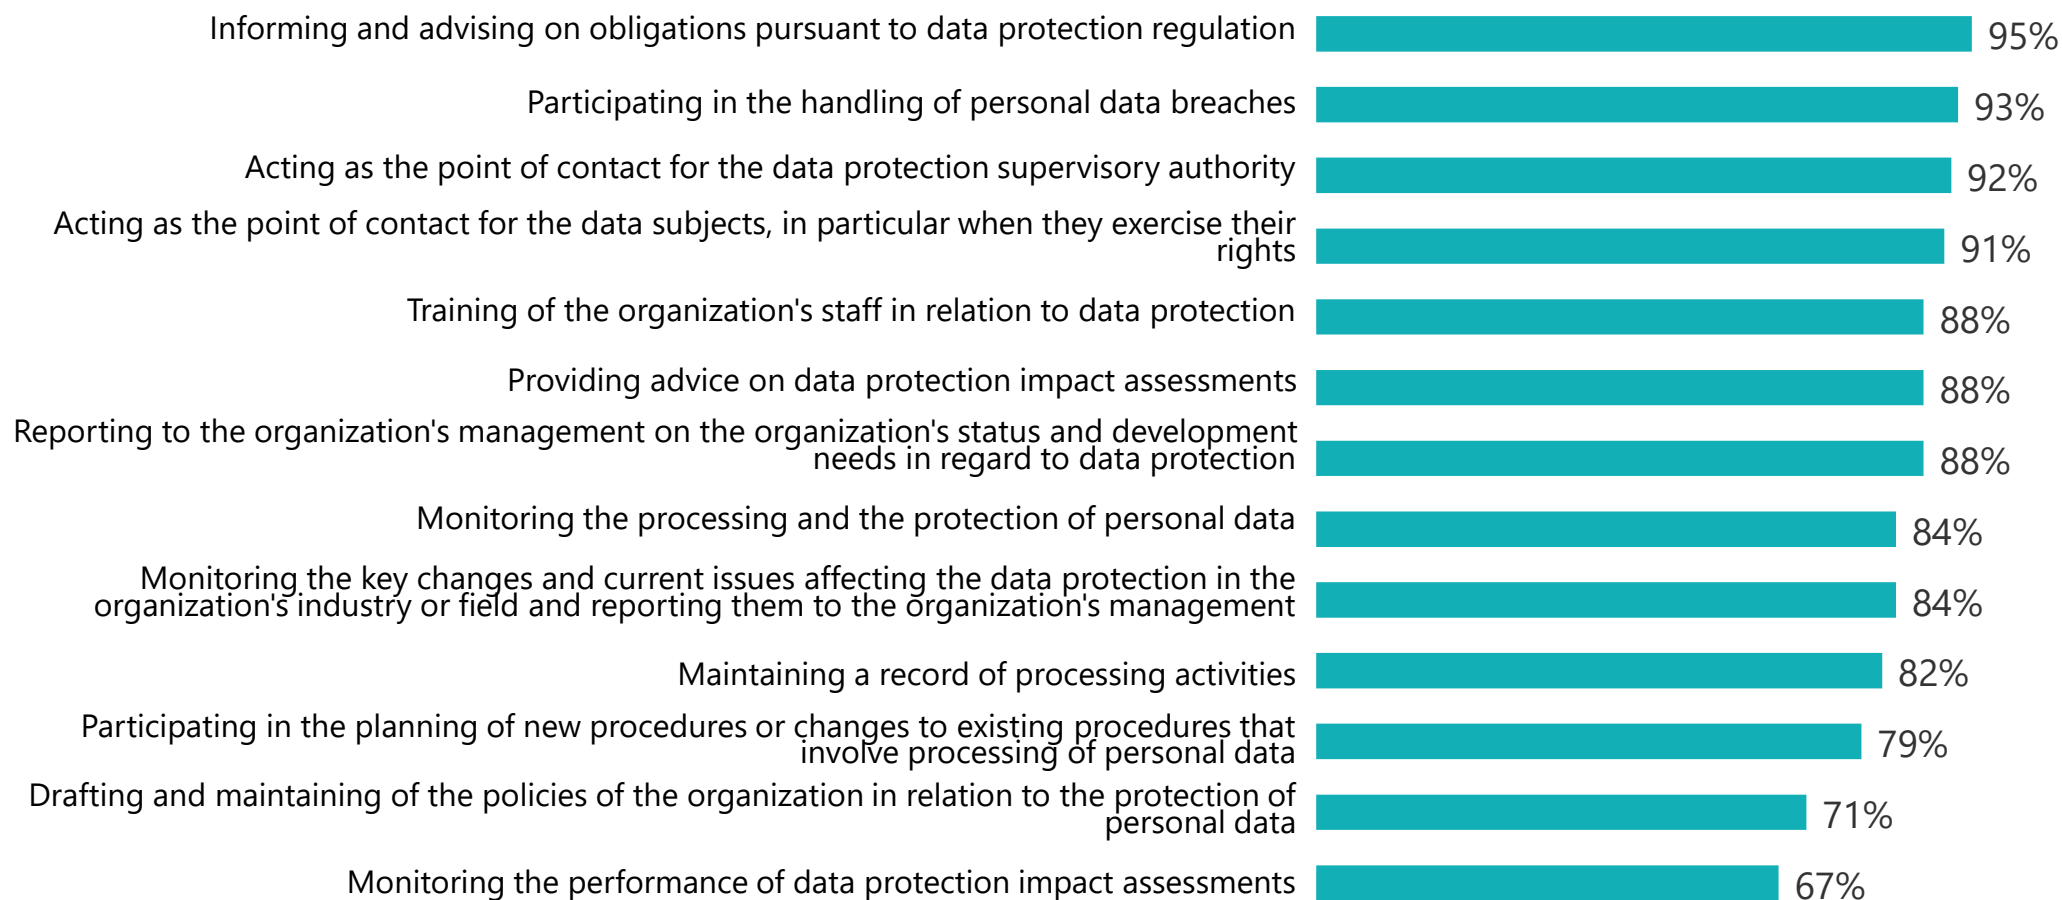 Informing and advising on obligations pursuant to data protection regulation 95%
Participating in the handling of personal data breaches 93%
Acting as the point of contact for the data protection supervisory authority 92%
Acting as the point of contact for the data subjects, in particular when they exercise their
rights 91%
Training of the organization's staff in relation to data protection 88%
Providing advice on data protection impact assessments 88%
Reporting to the organization's management on the organization's status and development
needs in regard to data protection 88%
Monitoring the processing and the protection of personal data 84%
Monitoring the key changes and current issues affecting the data protection in the
organization's industry or field and reporting them to the organization's management 84%
Maintaining a record of processing activities 82%
Participating in the planning of new procedures or changes to existing procedures that
involve processing of personal data 79%
Drafting and maintaining of the policies of the organization in relation to the protection of
personal data 71%
Monitoring the performance of data protection impact assessments 67%